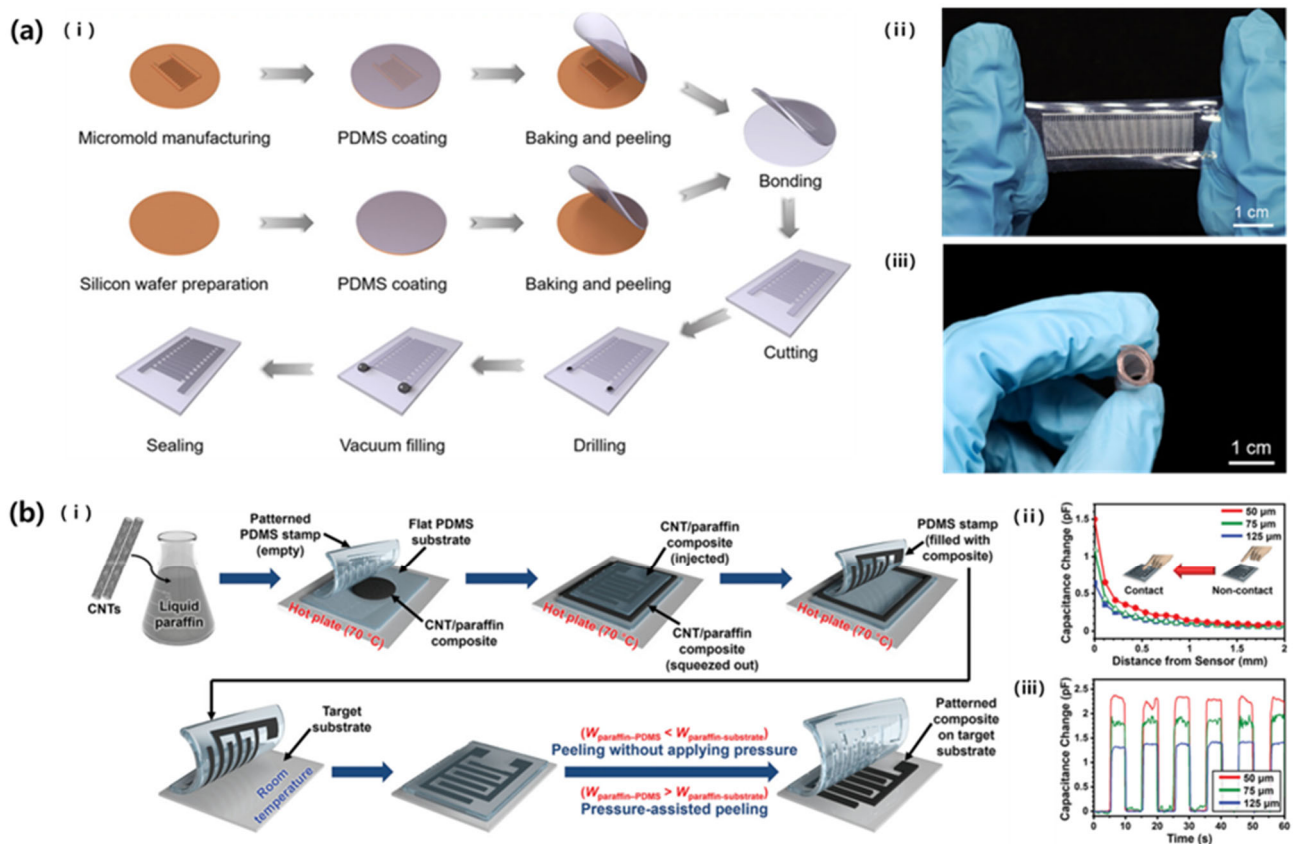 (a) (i)
Micromold manufacturing
PDMS coating
Baking and peeling
Bonding
Silicon wafer preparation
PDMS coating
Baking and peeling
Cutting
Sealing
Vacuum filling
Drilling
(ii)
1 cm
(iii)
1 cm
(b) (i)
CNTs
Liquid
paraffin
Patterned
PDMS stamp
(empty)
Flat PDMS
substrate
Hot plate (70 °C)
CNT/paraffin
composite
CNT/paraffin
composite
(injected)
Hot plate (70 °C)
CNT/paraffin
composite
(squeezed out)
PDMS stamp
(filled with
composite)
Hot plate (70 °C)
Target
substrate
Room
temperature
(Wparaffin–PDMS < Wparaffin-substrate)
Peeling without applying pressure
(Wparaffin–PDMS > Wparaffin-substrate)
Pressure-assisted peeling
Patterned
composite
on target
substrate
(ii)
Capacitance Change (pF)
1.5
1
0.5
0
50 µm
75 µm
125 µm
Contact
Non-contact
0 0.5 1 1.5 2
Distance from Sensor (mm)
(iii)
Capacitance Change (pF)
2.5
2
1.5
1
0.5
0
50 µm
75 µm
125 µm
0 10 20 30 40 50 60
Time (s)